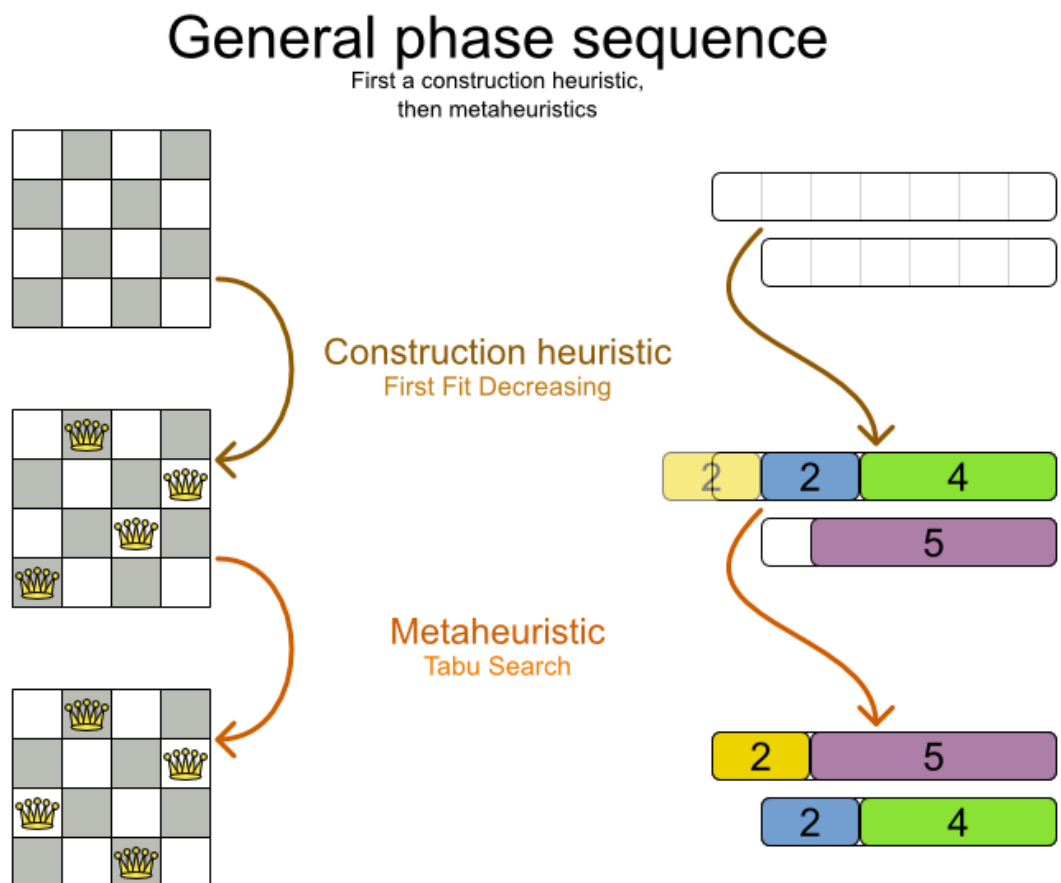 General phase sequence
First a construction heuristic,
then metaheuristics
Construction heuristic
First Fit Decreasing
2 2 4
5
Metaheuristic
Tabu Search
2 5
2 4